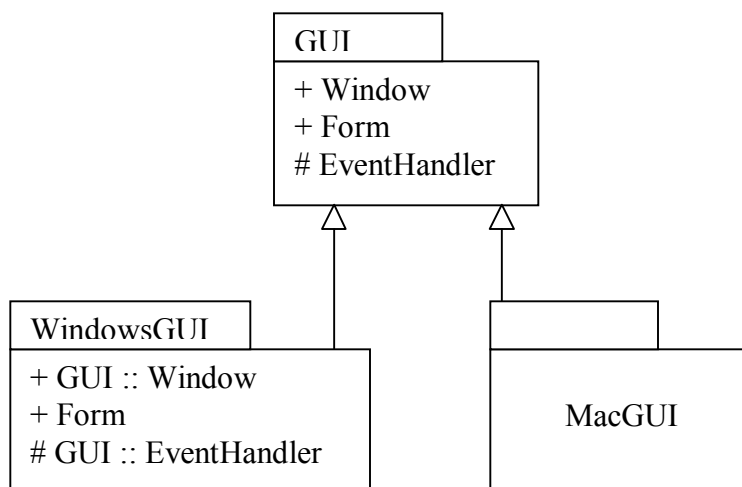 GUI
+ Window
+ Form
# EventHandler
WindowsGUI
+ GUI :: Window
+ Form
# GUI :: EventHandler
MacGUI